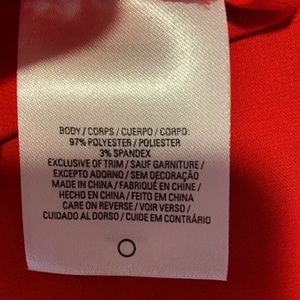 BODY / CORPS / CUERPO / CORPO:
97% POLYESTER / POLIESTER
3% SPANDEX
EXCLUSIVE OF TRIM / SAUF GARNITURE /
EXCEPTO ADORNO / SEM DECORAÇÃO
MADE IN CHINA / FABRIQUÉ EN CHINE /
HECHO EN CHINA / FEITO EN CHINA
CARE ON REVERSE / VOIR VERSO /
CUIDADO AL DORSO / CUIDE EM CONTRÁRIO